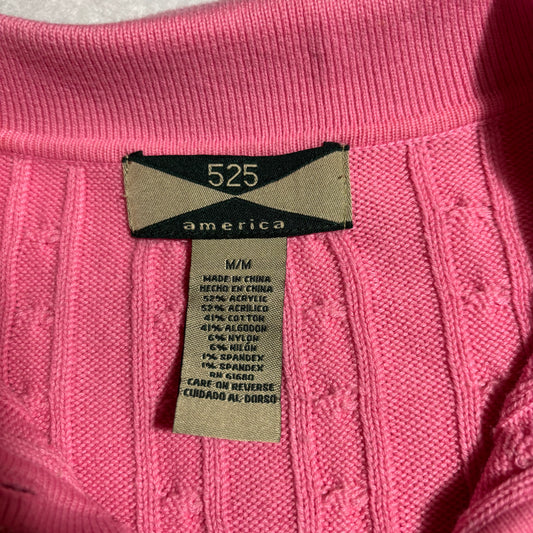 525
america
M/M
MADE IN CHINA
HECHO EN CHINA
52% ACRYLIC
52% ACRILICO
41% COTTON
41% ALGODON
6% NYLON
6% NILON
1% SPANDEX
1% SPANDEX
RN 61680
CARE ON REVERSE
CUIDADO AL DORSO